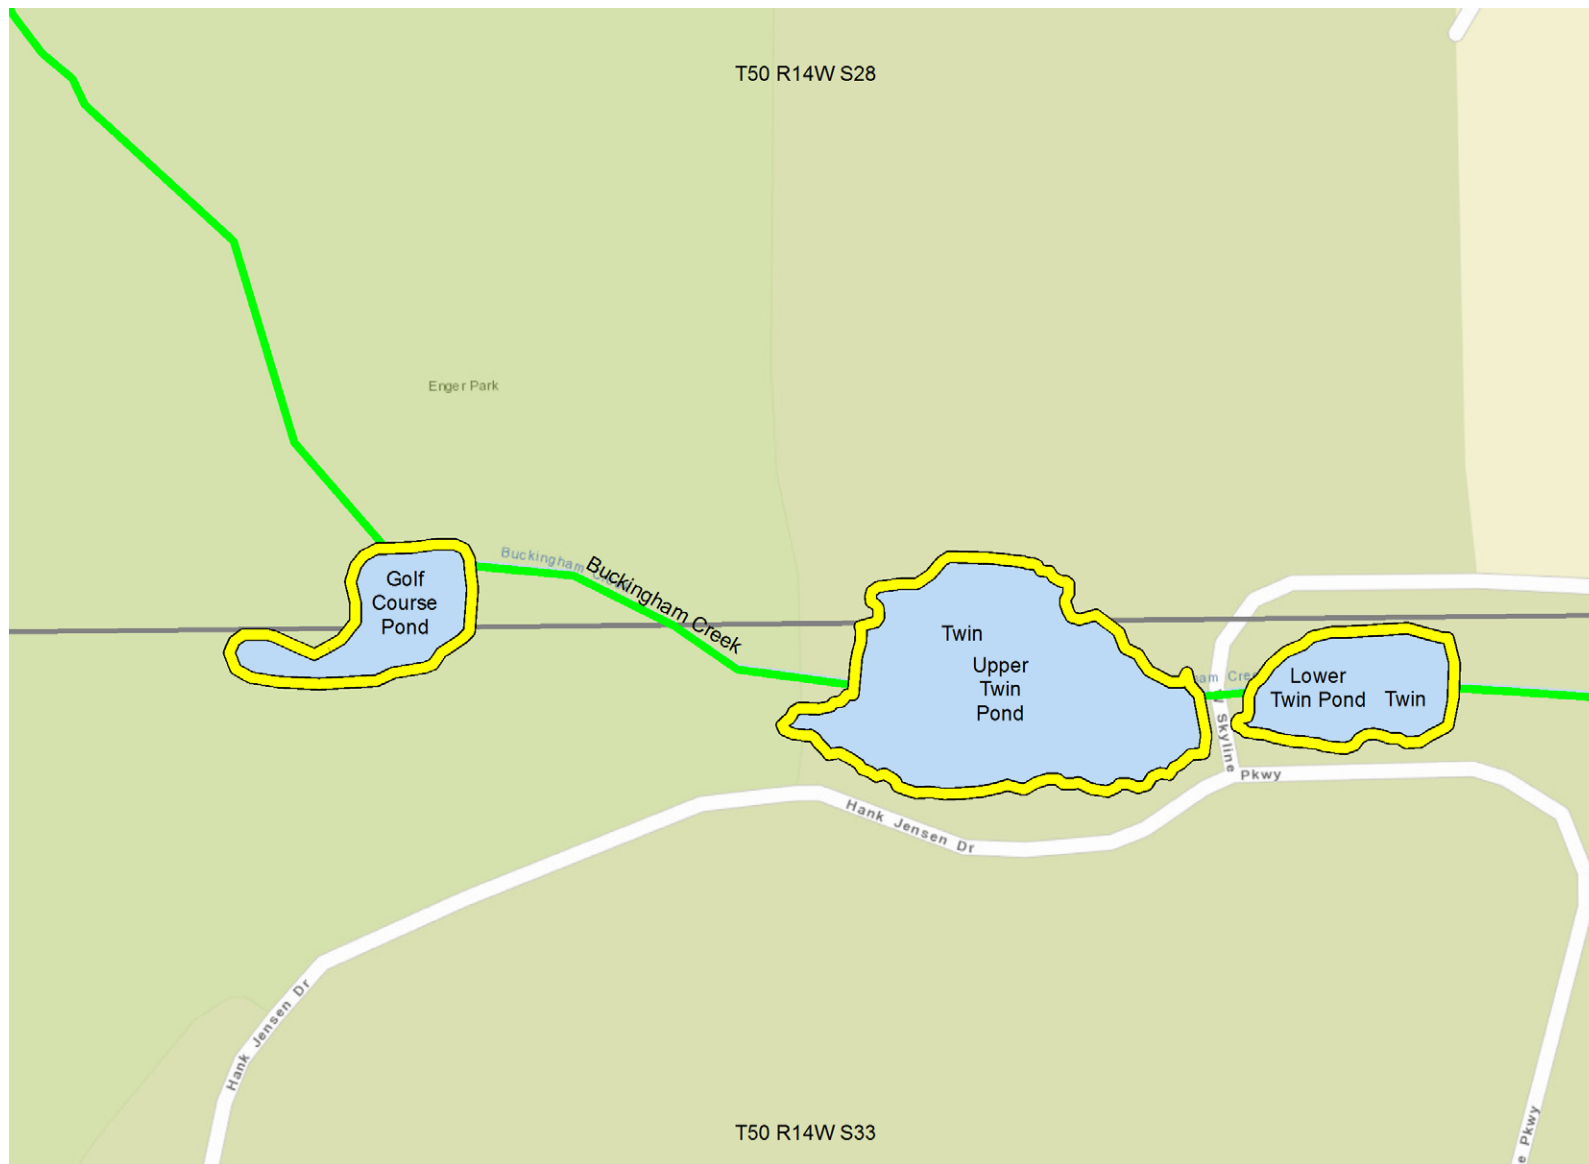 T50 R14W S28
Enger Park
Buckingham
Buckingham Creek
Golf
Course
Pond
Twin
Upper
Twin
Pond
Lower
Twin Pond
Twin
Skyline
Pkwy
Hank Jensen Dr
Hank Jensen Dr
T50 R14W S33
Pkwy